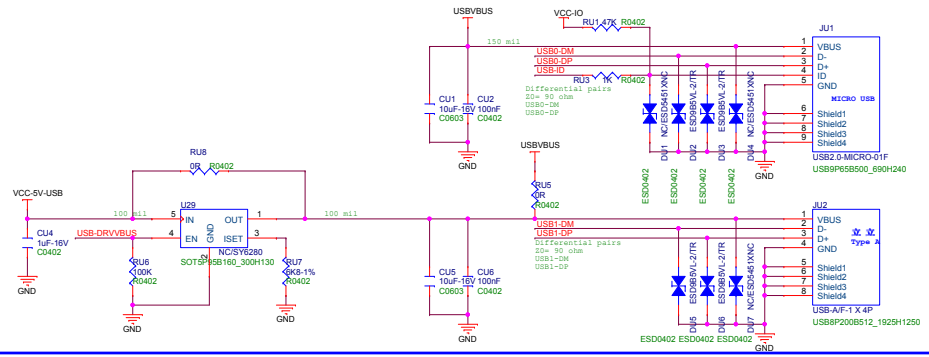 USBVBUS
VCC-IO
RU1 47K R0402
JU1
150 mil
1 VBUS
USB0-DM
2 D-
USB0-DP
3 D+
USB-ID
4 ID
RU3 1K R0402
5 GND
Differential pairs
Z0= 90 ohm
USB0-DM
USB0-DP
MICRO USB
CU1
10uF-16V
C0603
CU2
100nF
C0402
6 Shield1
7 Shield2
8 Shield3
9 Shield4
DU1 NC/ESD5451XNC
DU2 ESD9B5VL-2/TR
DU3 ESD9B5VL-2/TR
DU4 NC/ESD5451XNC
ESD0402
ESD0402
ESD0402
ESD0402
GND
GND
USB2.0-MICRO-01F
USB9P65B500_690H240
RU8
0R R0402
USBVBUS
RU5
0R
R0402
VCC-5V-USB
100 mil
U29
5 IN
OUT 1
4 EN
ISET 3
GND
2
USB-DRVVBUS
NC/SY6280
SOT5P95B160_300H130
100 mil
100 mil
CU4
1uF-16V
C0402
GND
RU6
100K
R0402
GND
RU7
6K8-1%
R0402
GND
CU5
10uF-16V
C0603
CU6
100nF
C0402
GND
JU2
1 VBUS
USB1-DM
2 D-
USB1-DP
3 D+
4 GND
Differential pairs
Z0= 90 ohm
USB1-DM
USB1-DP
立 立
Type A
5 Shield1
6 Shield2
7 Shield3
8 Shield4
DU5 ESD9B5VL-2/TR
DU6 ESD9B5VL-2/TR
DU7 NC/ESD5451XNC
ESD0402 ESD0402 ESD0402
GND
USB-A/F-1 X 4P
USB8P200B512_1925H1250